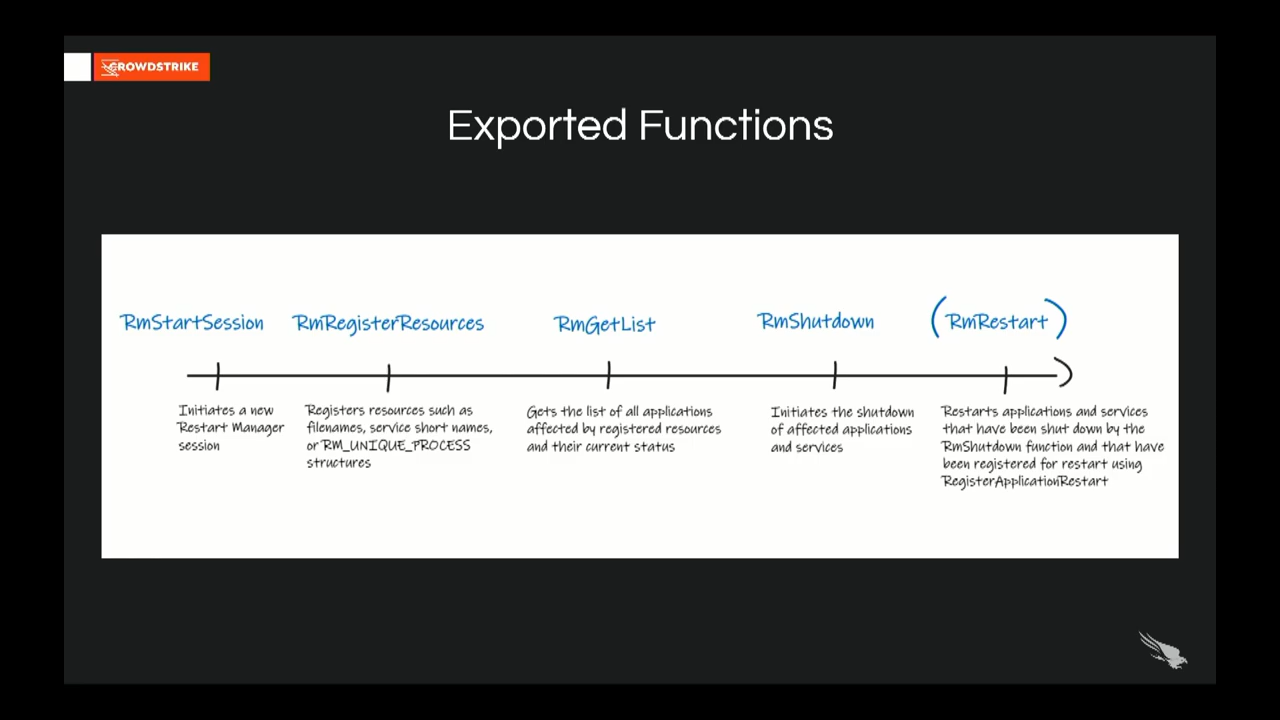 CROWDSTRIKE
Exported Functions
RmStartSession
RmRegisterResources
RmGetList
RmShutdown
(RmRestart)
Initiates a new
Restart Manager
session
Registers resources such as
filenames, service short names,
or RM_UNIQUE_PROCESS
structures
Gets the list of all applications
affected by registered resources
and their current status
Initiates the shutdown
of affected applications
and services
Restarts applications and services
that have been shut down by the
RmShutdown function and that have
been registered for restart using
RegisterApplicationRestart